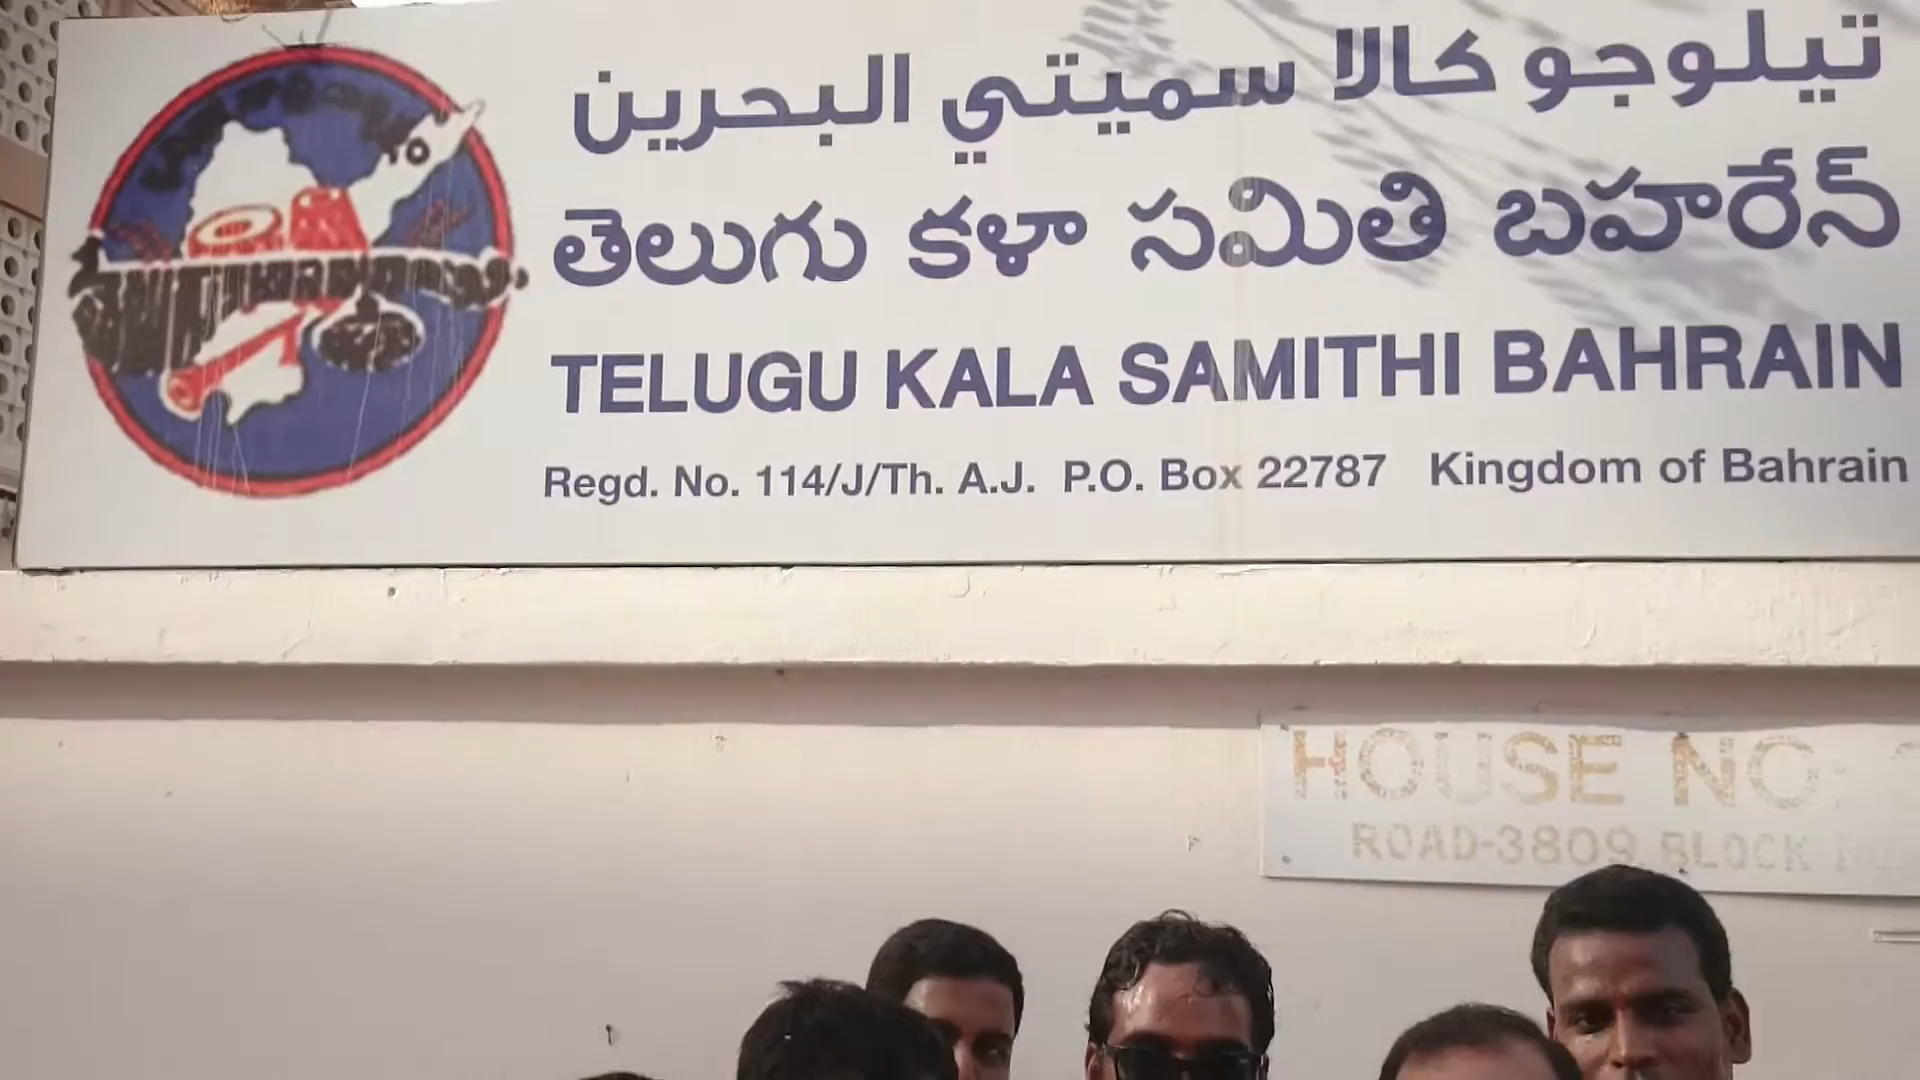 تيلوجو كالا سميتي البحرين
తెలుగు కళా సమితి బహరేన్
TELUGU KALA SAMITHI BAHRAIN
Regd. No. 114/J/Th. A.J. P.O. Box 22787 Kingdom of Bahrain
HOUSE NO:
ROAD-3809 BLOCK